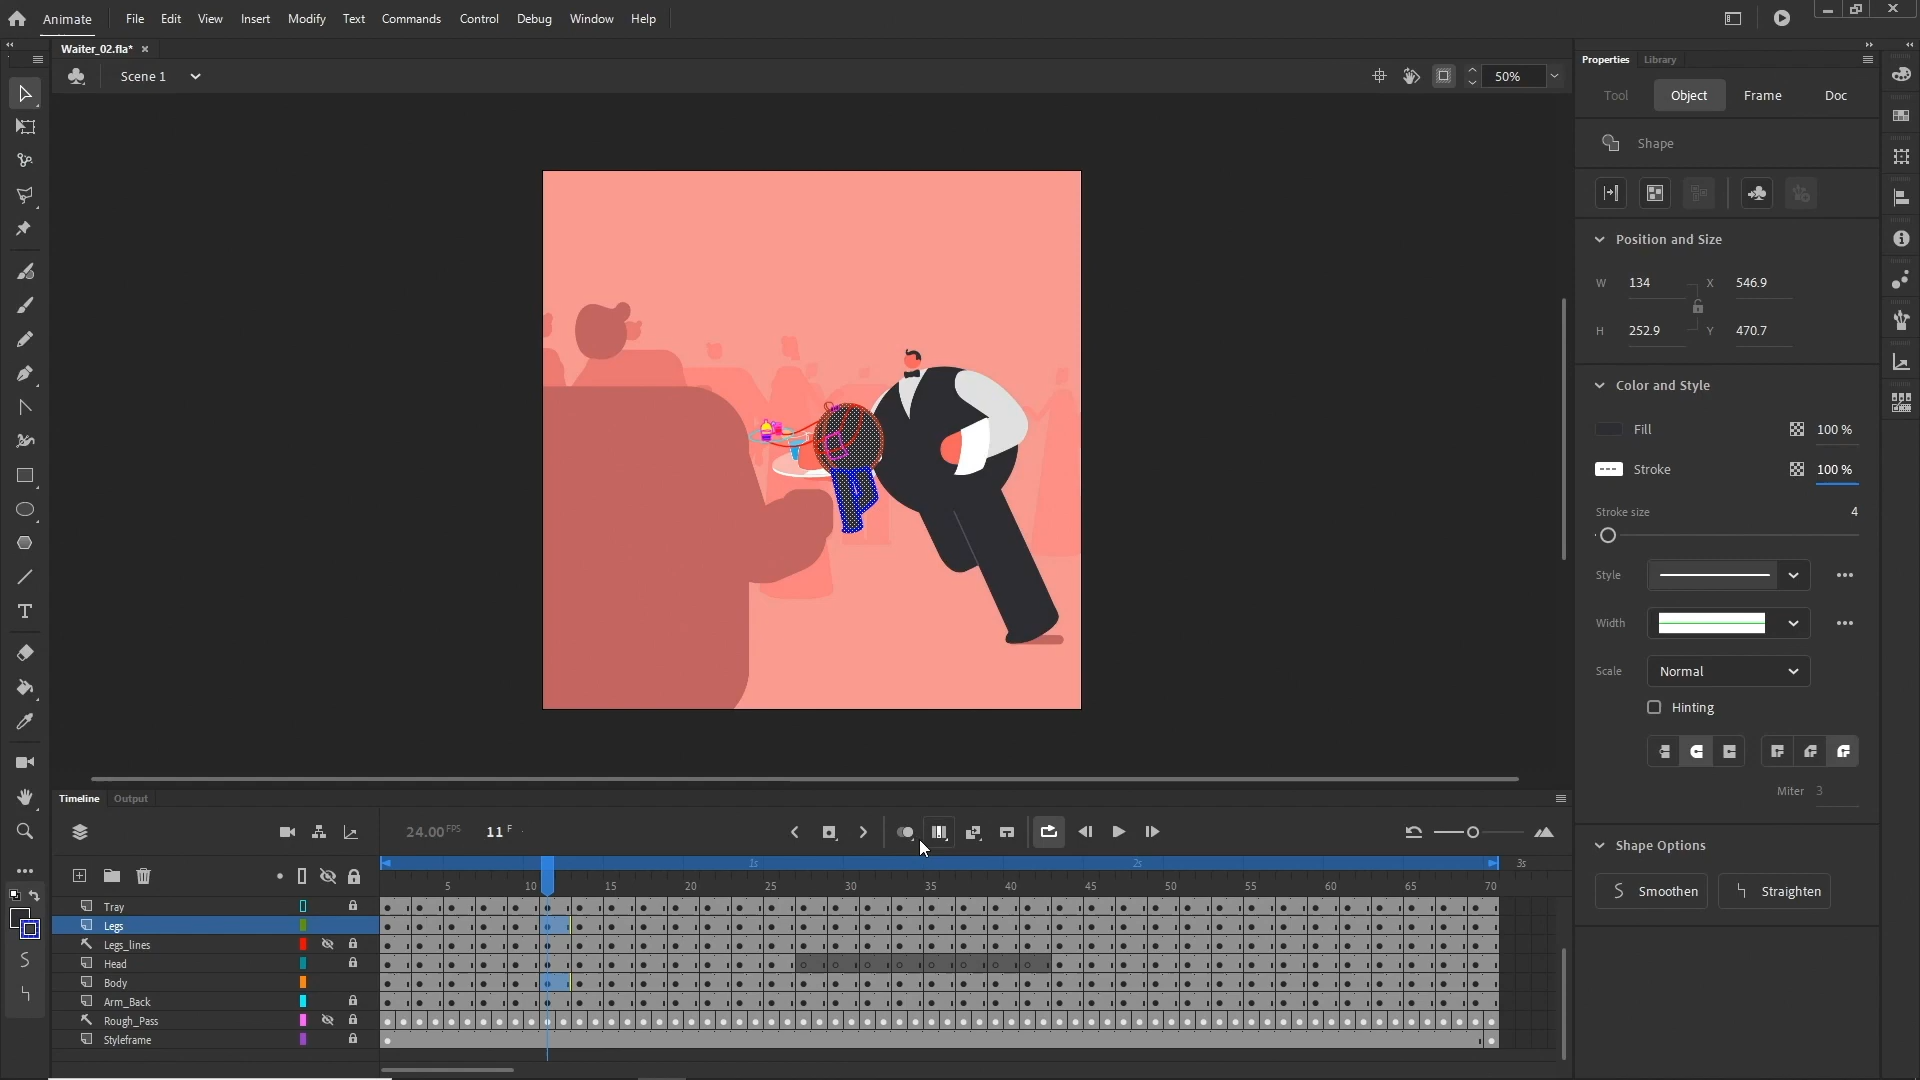 Animate File Edit View Insert Modify Text Commands Control Debug Window Help
Waiter_02.fla*
Scene 1
50%
Properties Library
Tool Object Frame Doc
Shape
Position and Size
W 134 X 546.9
H 252.9 Y 470.7
Color and Style
Fill 100 %
Stroke 100 %
Stroke size 4
Style
Width
Scale Normal
Hinting
Miter 3
Shape Options
Smoothen Straighten
Timeline Output
24.00 FPS 11 F
1s 2s 3s
5 10 15 20 25 30 35 40 45 50 55 60 65 70
Tray
Legs
Legs_lines
Head
Body
Arm_Back
Rough_Pass
Styleframe